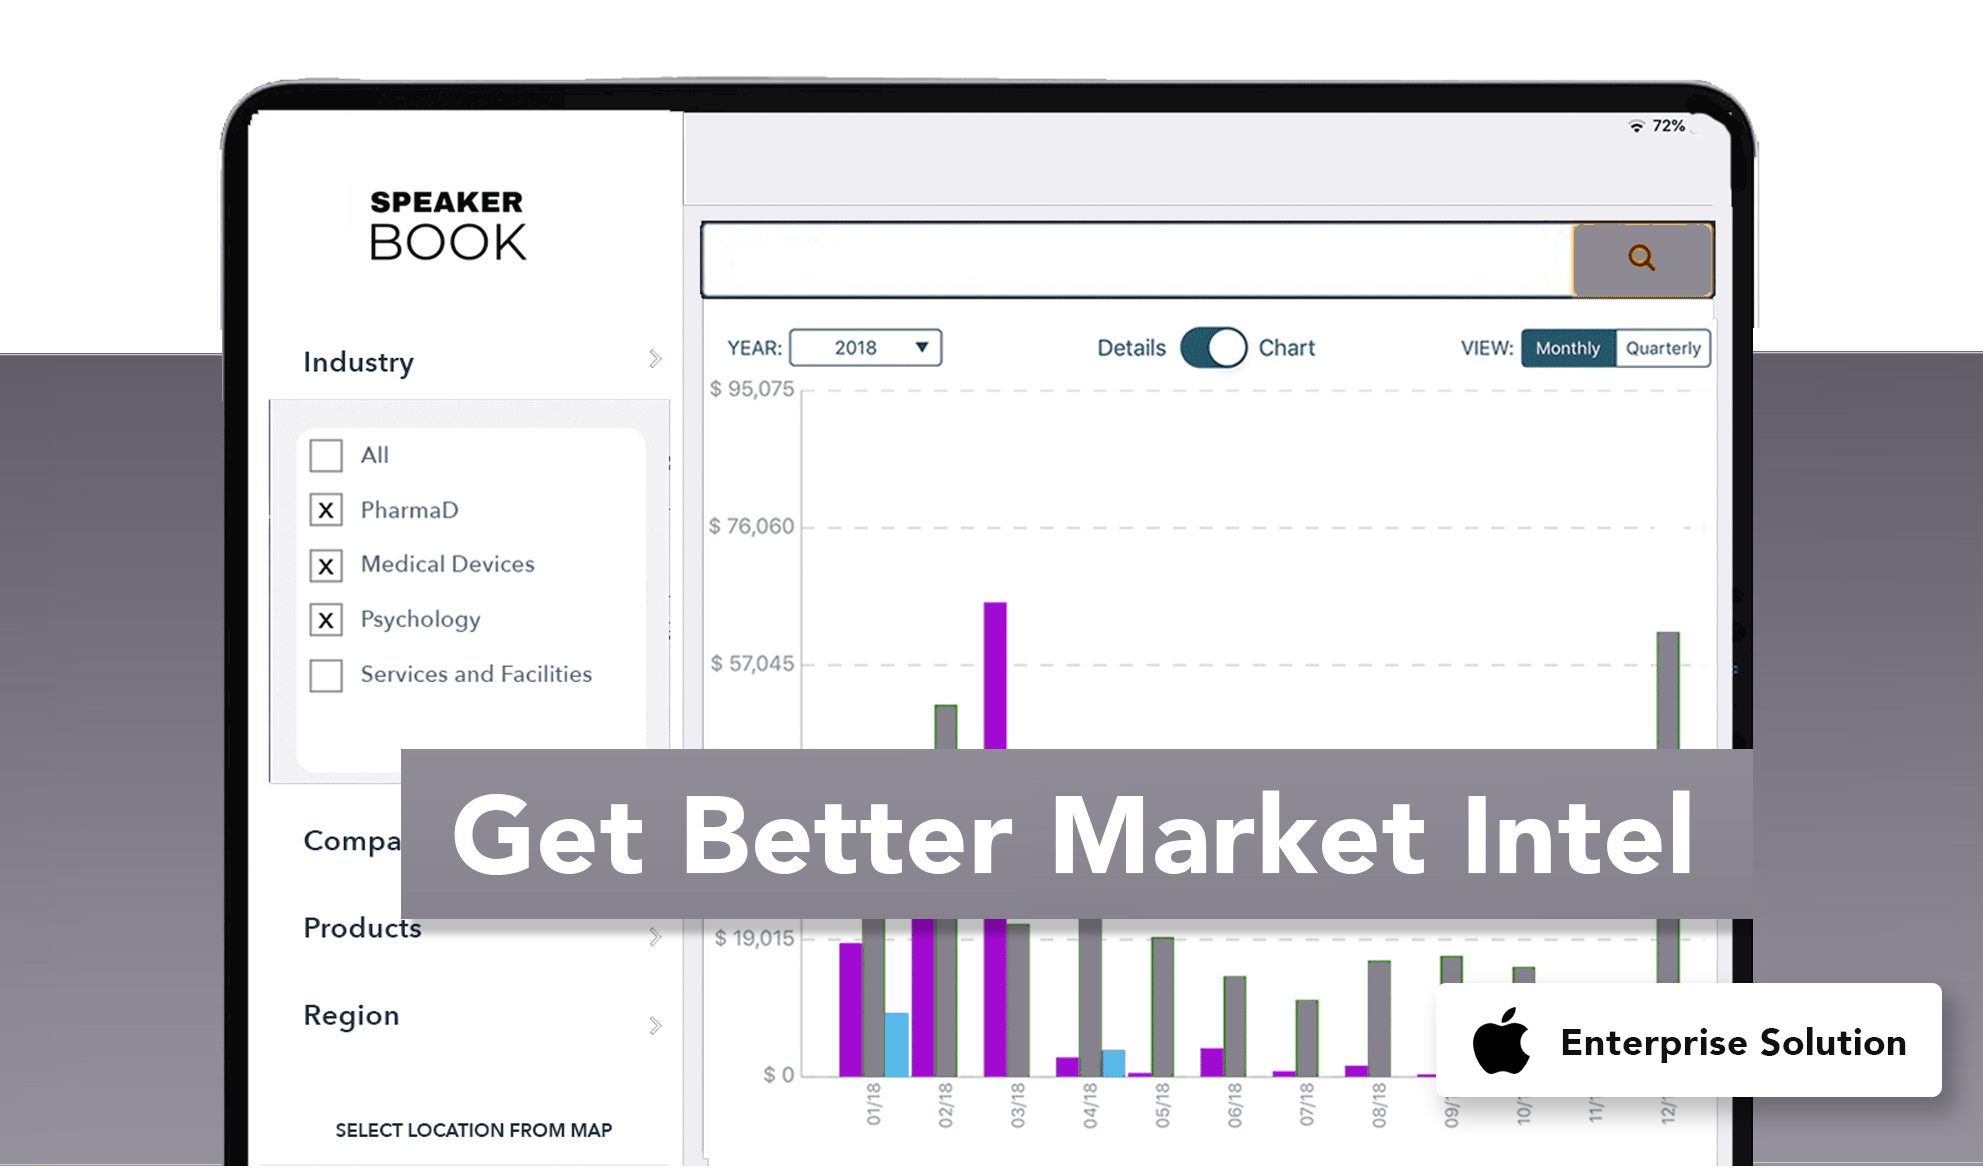 72%
SPEAKER
BOOK
Industry
All
X PharmaD
X Medical Devices
X Psychology
Services and Facilities
Products
Region
SELECT LOCATION FROM MAP
YEAR: 2018 ▼
Details Chart
VIEW: Monthly Quarterly
$ 95,075
$ 76,060
$ 57,045
$ 19,015
$ 0
01/18
02/18
03/18
04/18
05/18
06/18
07/18
08/18
Get Better Market Intel
Enterprise Solution